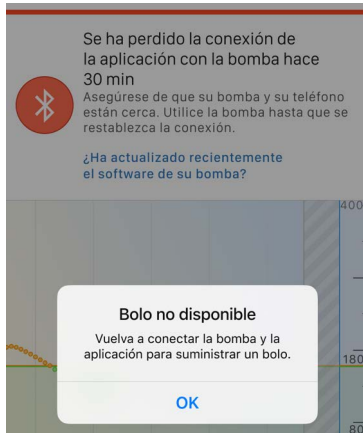 Se ha perdido la conexión de
la aplicación con la bomba hace
30 min
Asegúrese de que su bomba y su teléfono
están cerca. Utilice la bomba hasta que se
restablezca la conexión.
¿Ha actualizado recientemente
el software de su bomba?
400
Bolo no disponible
Vuelva a conectar la bomba y la
aplicación para suministrar un bolo.
180
OK
80